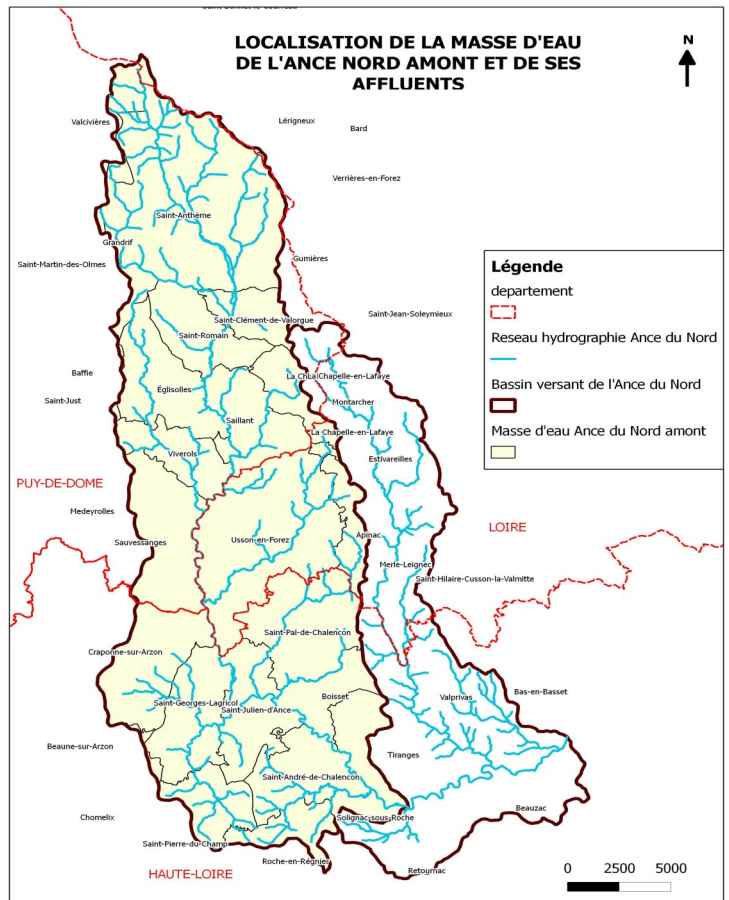 LOCALISATION DE LA MASSE D'EAU
DE L'ANCE NORD AMONT ET DE SES
AFFLUENTS
N
Valcivières
Lérigneux
Bard
Verrières-en-Forez
Saint-Anthème
Grandrif
Saint-Martin-des-Olmes
Gumières
Légende
departement
Reseau hydrographie Ance du Nord
Bassin versant de l'Ance du Nord
Masse d'eau Ance du Nord amont
Saint-Jean-Soleymieux
Saint-Clément-de-Valorgue
Saint-Romain
Baffie
La Ch
La Chapelle-en-Lafaye
Églisolles
Saint-Just
Montarcher
Saillant
La Chapelle-en-Lafaye
Viverols
Estivareilles
PUY-DE-DOME
Medeyrolles
LOIRE
Sauvessanges
Usson-en-Forez
Apinac
Merle-Leignec
Saint-Hilaire-Cusson-la-Valmitte
Saint-Pal-de-Chalencon
Craponne-sur-Arzon
Boisset
Valprivas
Bas-en-Basset
Saint-Georges-Lagricol
Saint-Julien-d'Ance
Beaune-sur-Arzon
Tiranges
Saint-André-de-Chalencon
Beauzac
Chomelix
Solignac-sous-Roche
Saint-Pierre-du-Champ
Roche-en-Régnier
Retournac
HAUTE-LOIRE
0 2500 5000